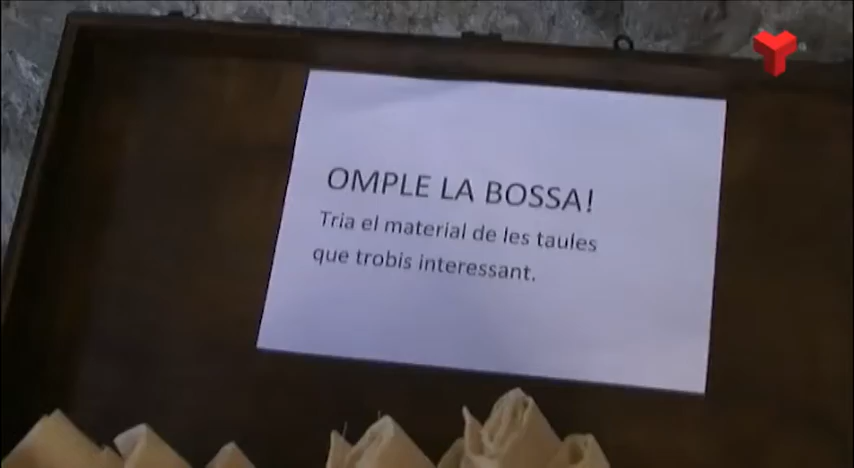 OMPLE LA BOSSA!
Tria el material de les taules
que trobis interessant.